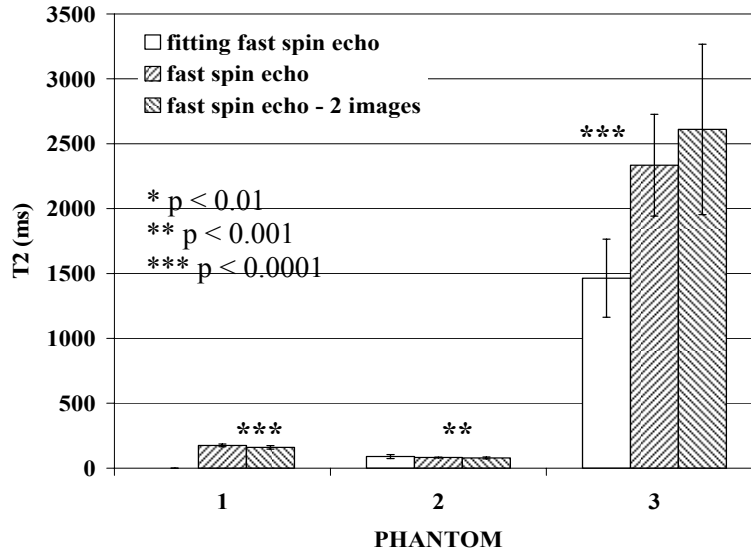 3500
3000
2500
2000
1500
1000
500
0
T2 (ms)
fitting fast spin echo
fast spin echo
fast spin echo - 2 images
* p < 0.01
** p < 0.001
*** p < 0.0001
***
**
***
1 2 3
PHANTOM